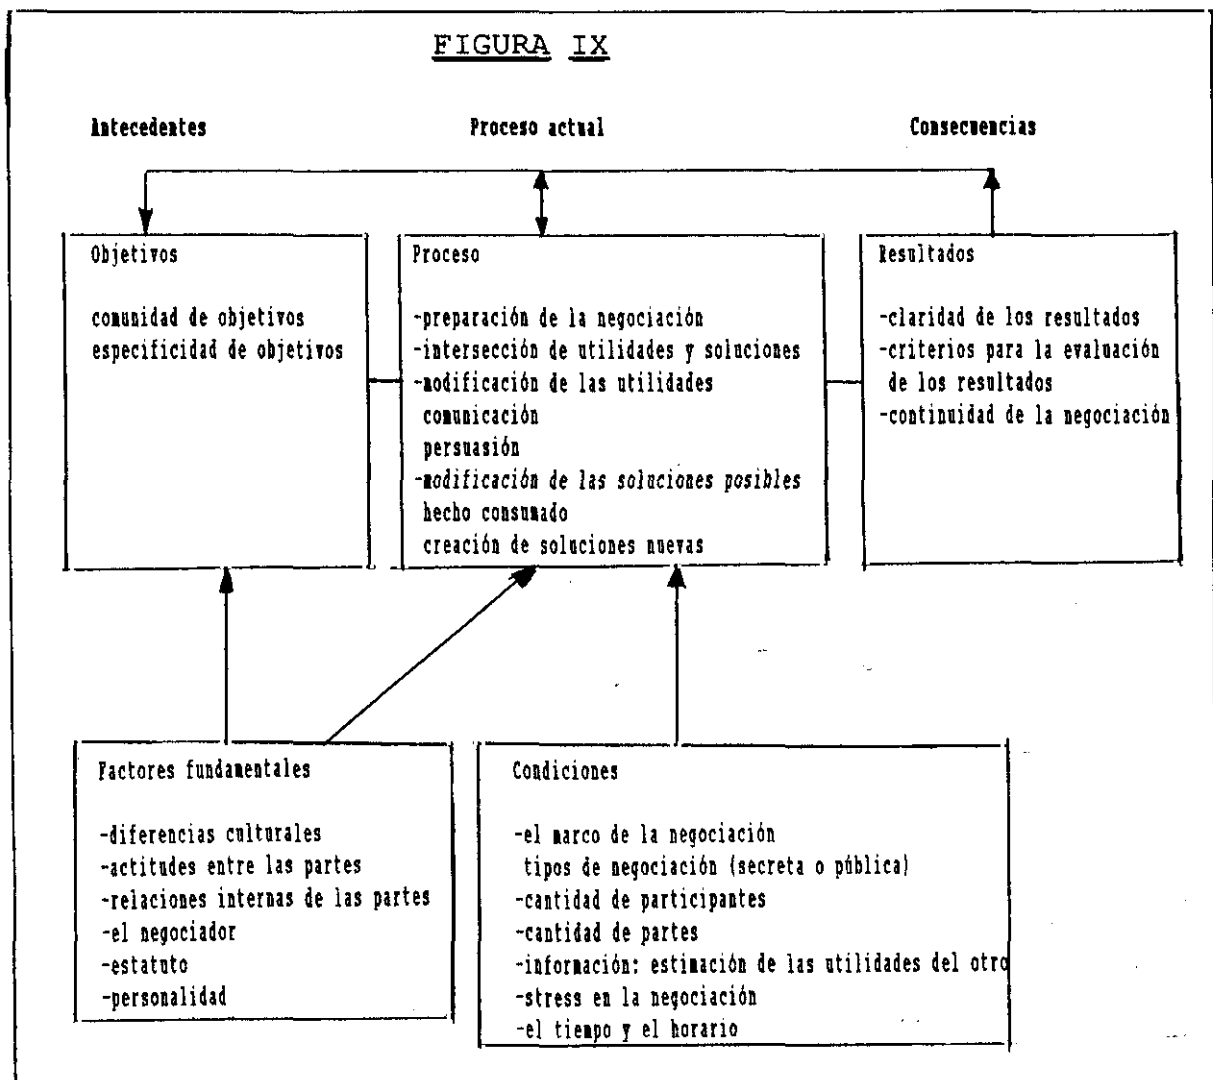 FIGURA IX
Antecedentes
Proceso actual
Consecuencias
Objetivos
comunidad de objetivos
especificidad de objetivos
Proceso
-preparación de la negociación
-intersección de utilidades y soluciones
-modificación de las utilidades
comunicación
persuasión
-modificación de las soluciones posibles
hecho consumado
creación de soluciones nuevas
Resultados
-claridad de los resultados
-criterios para la evaluación
de los resultados
-continuidad de la negociación
Factores fundamentales
-diferencias culturales
-actitudes entre las partes
-relaciones internas de las partes
-el negociador
-estatuto
-personalidad
Condiciones
-el marco de la negociación
tipos de negociación (secreta o pública)
-cantidad de participantes
-cantidad de partes
-información: estimación de las utilidades del otro
-stress en la negociación
-el tiempo y el horario